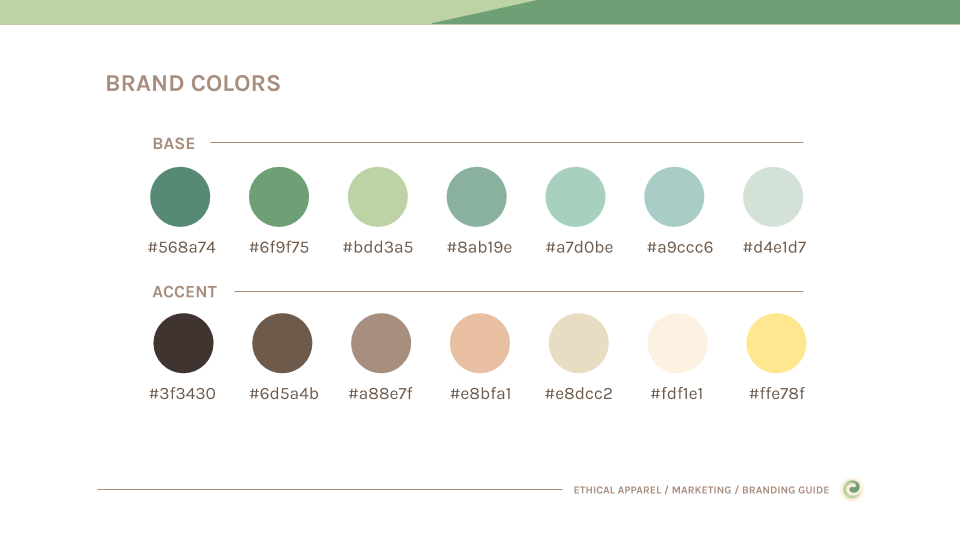 BRAND COLORS
BASE
#568a74 #6f9f75 #bdd3a5 #8ab19e #a7d0be #a9ccc6 #d4e1d7
ACCENT
#3f3430 #6d5a4b #a88e7f #e8bfa1 #e8dcc2 #fdf1e1 #ffe78f
ETHICAL APPAREL / MARKETING / BRANDING GUIDE